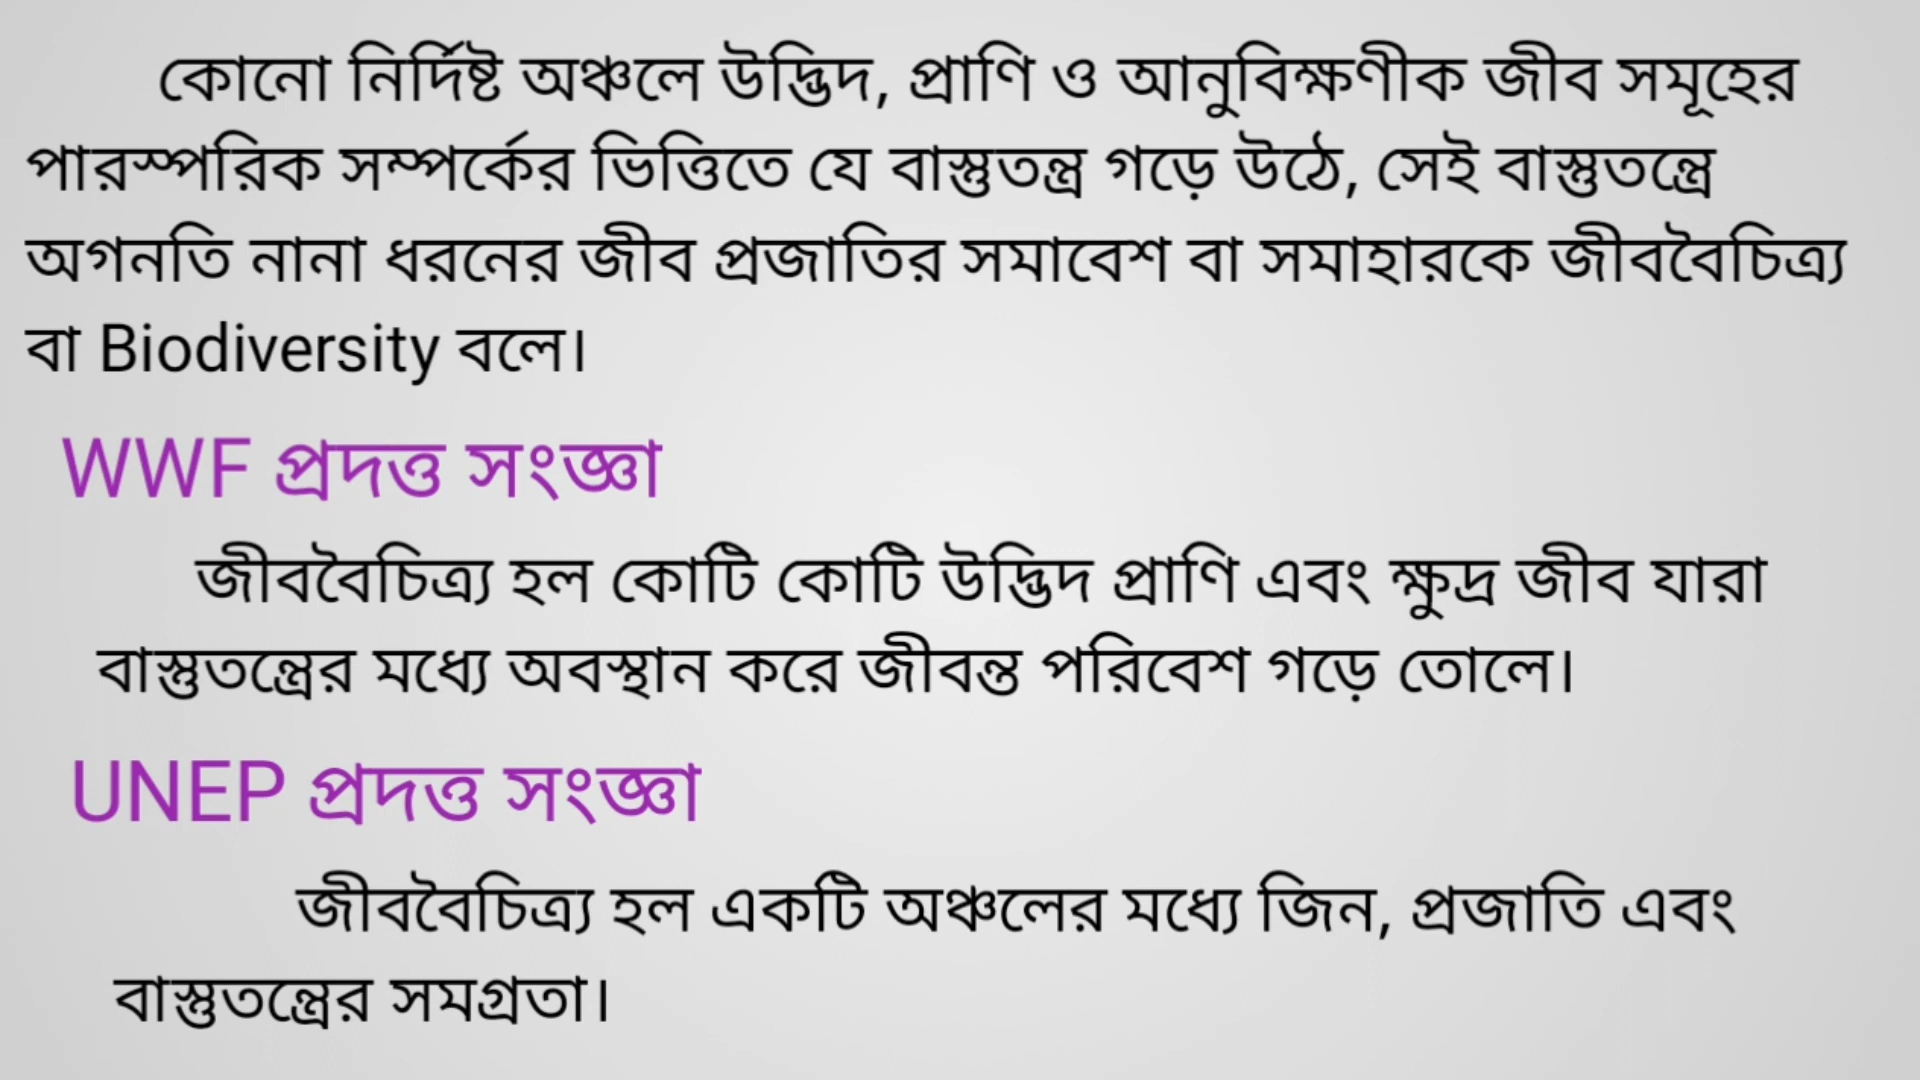 কোনো নির্দিষ্ট অঞ্চলে উদ্ভিদ, প্রাণি ও আনুবিক্ষণীক জীব সমূহের
পারস্পরিক সম্পর্কের ভিত্তিতে যে বাস্তুতন্ত্র গড়ে উঠে, সেই বাস্তুতন্ত্রে
অগনতি নানা ধরনের জীব প্রজাতির সমাবেশ বা সমাহারকে জীববৈচিত্র্য
বা Biodiversity বলে।
WWF প্রদত্ত সংজ্ঞা
জীববৈচিত্র্য হল কোটি কোটি উদ্ভিদ প্রাণি এবং ক্ষুদ্র জীব যারা
বাস্তুতন্ত্রের মধ্যে অবস্থান করে জীবন্ত পরিবেশ গড়ে তোলে।
UNEP প্রদত্ত সংজ্ঞা
জীববৈচিত্র্য হল একটি অঞ্চলের মধ্যে জিন, প্রজাতি এবং
বাস্তুতন্ত্রের সমগ্রতা।